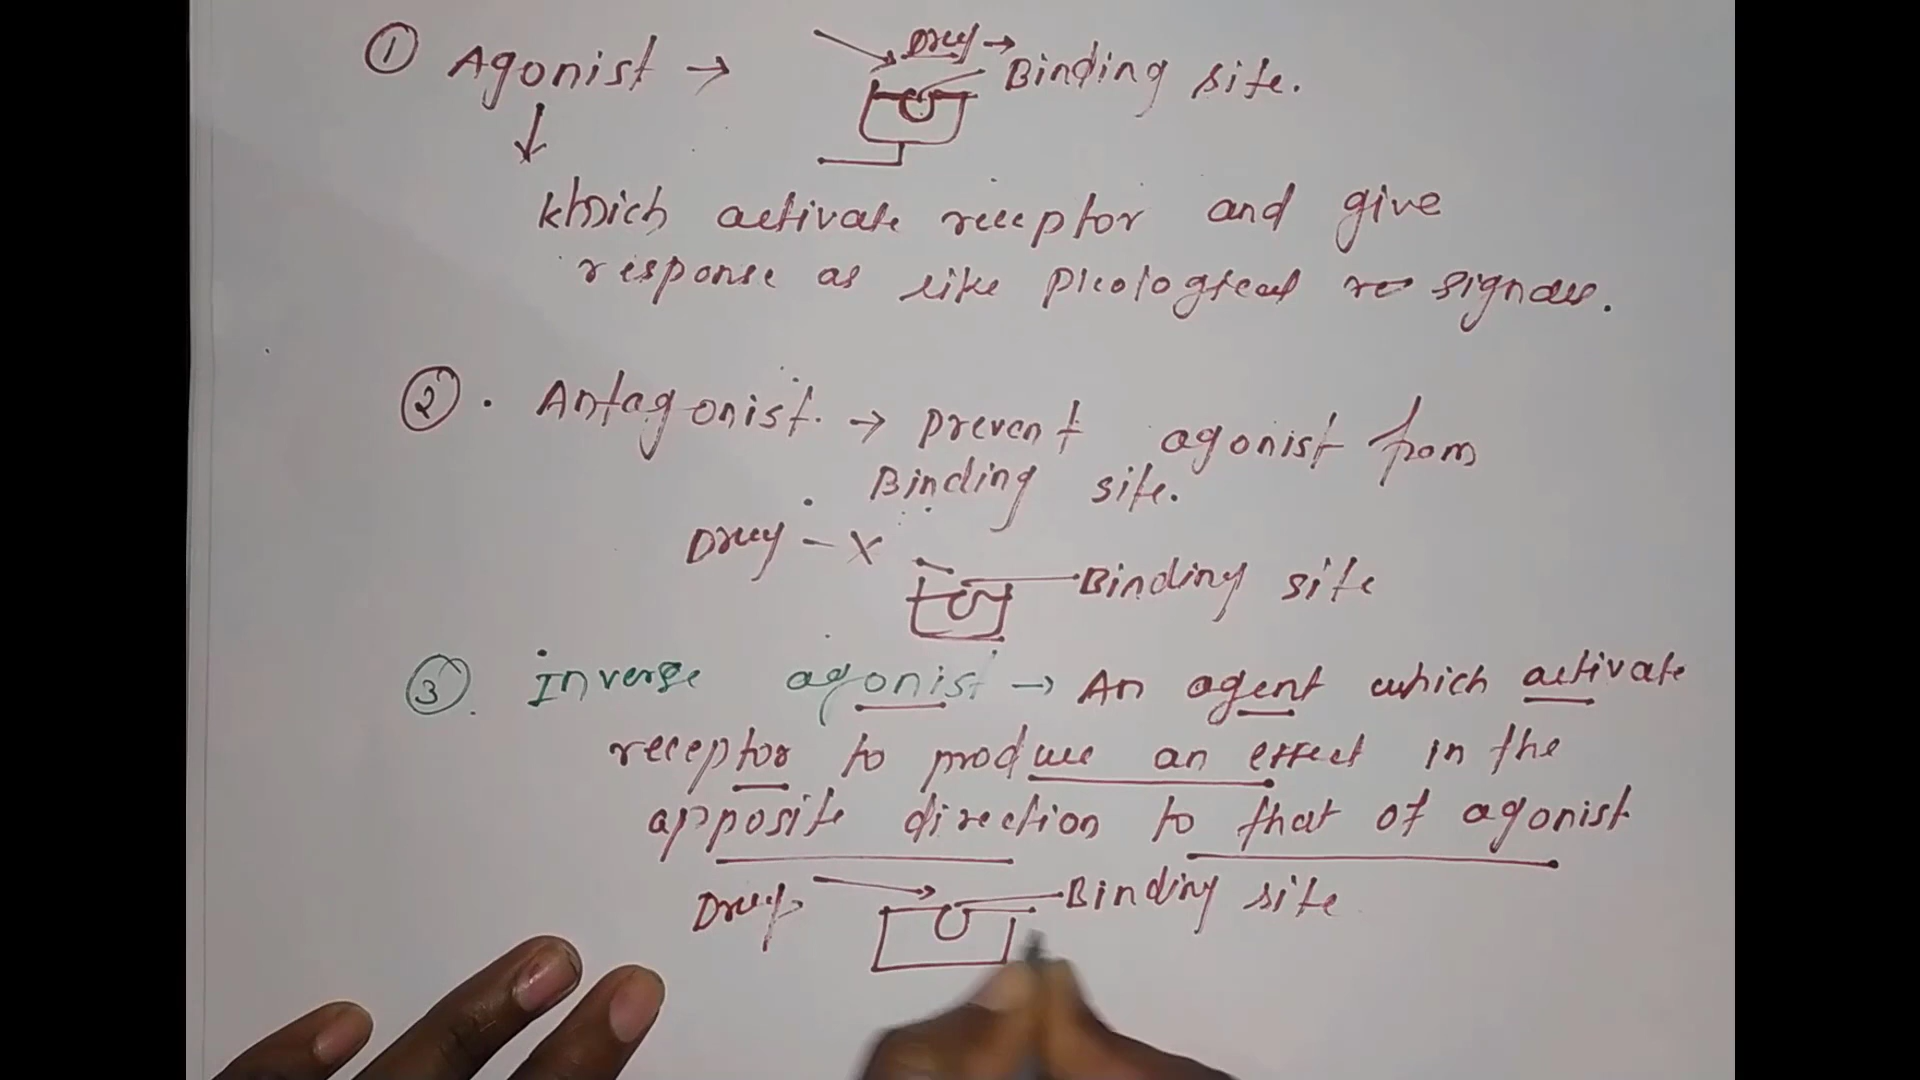 ① Agonist → Drug →
Binding site.
↓
which activate receptor and give
response as like re signals.
② . Antagonist. → prevent agonist from
Binding site.
Drug – X
Binding site
③. Inverse agonist → An agent which activate
receptor to produce an effect in the
apposite direction to that of agonist
Drug
Binding site